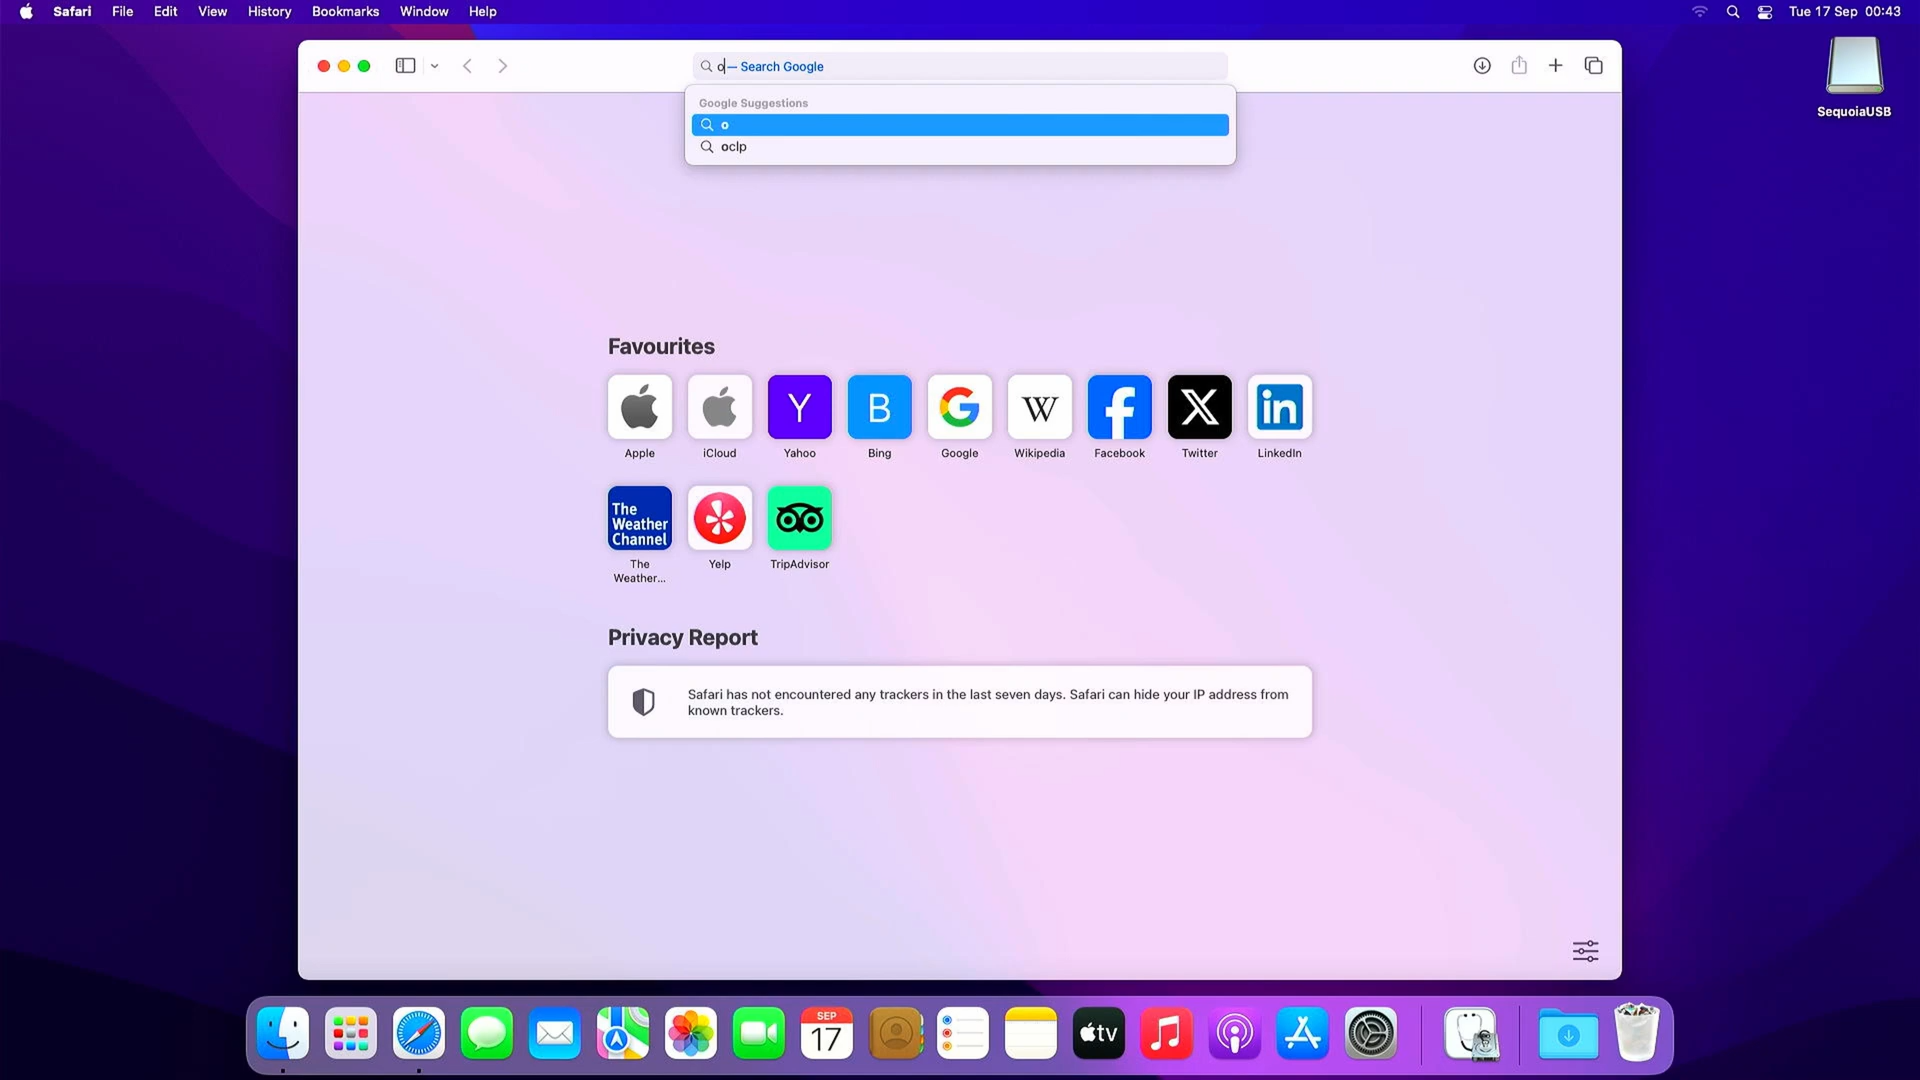 Safari File Edit View History Bookmarks Window Help Tue 17 Sep 00:43
o — Search Google
Google Suggestions
o
oclp
SequoiaUSB
Favourites
Y B G W f X in
Apple iCloud Yahoo Bing Google Wikipedia Facebook Twitter LinkedIn
The
Weather
Channel
The
Weather...
Yelp
TripAdvisor
Privacy Report
Safari has not encountered any trackers in the last seven days. Safari can hide your IP address from
known trackers.
SEP
17
tv